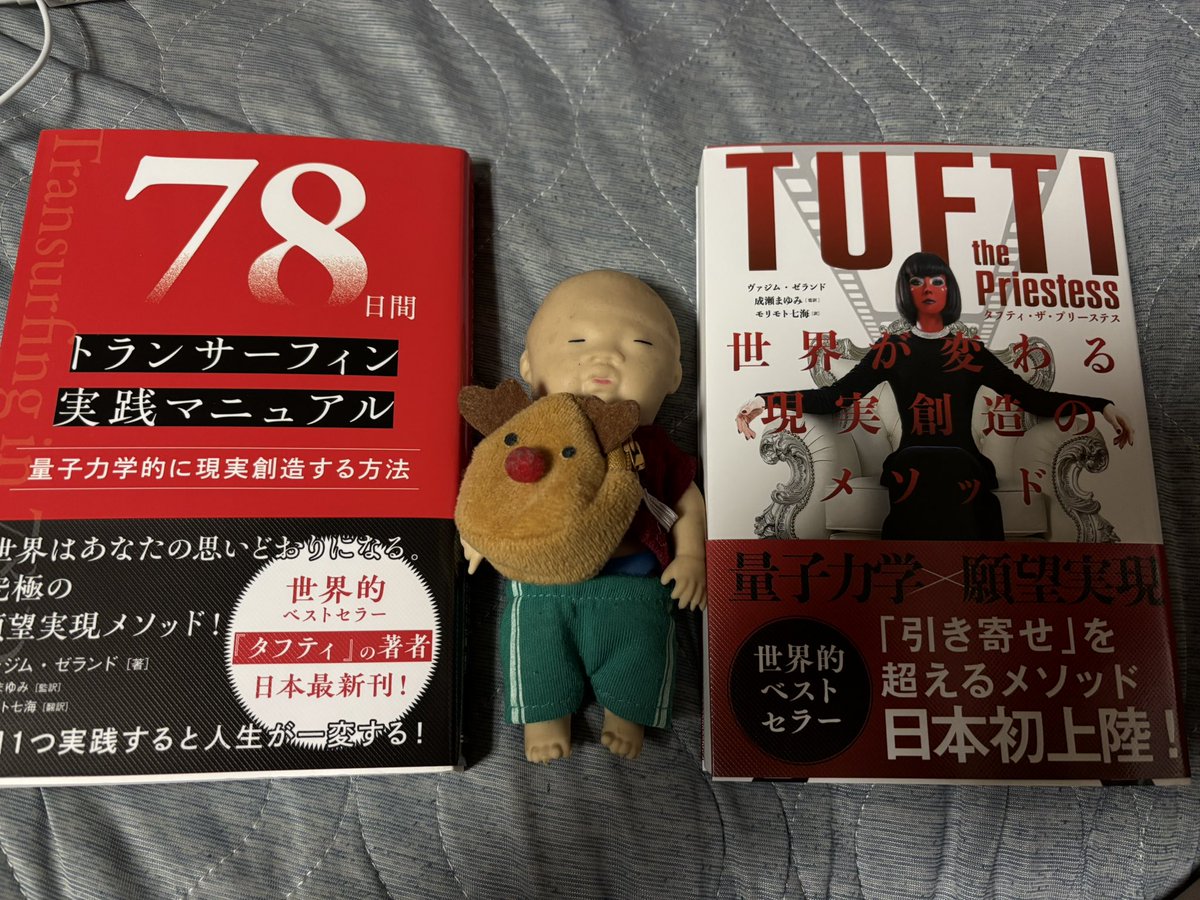 Transurfing in
78
日間
トランサーフィン
実践マニュアル
量子力学的に現実創造する方法
世界はあなたの思いどおりになる。
究極の
願望実現メソッド!
ム・ゼランド [著]
まゆみ [監訳]
ト七海 [翻訳]
1つ実践すると人生が一変する!
世界的
ベストセラー
『タフティ』の著者
日本最新刊!
TUFTI
the
Priestess
タフティ・ザ・プリーステス
ヴァジム・ゼランド
成瀬まゆみ [監訳]
モリモト七海 [訳]
世界が変わる
現実創造の
メソッド
量子力学×願望実現
世界的
ベスト
セラー
「引き寄せ」を
超えるメソッド
日本初上陸!